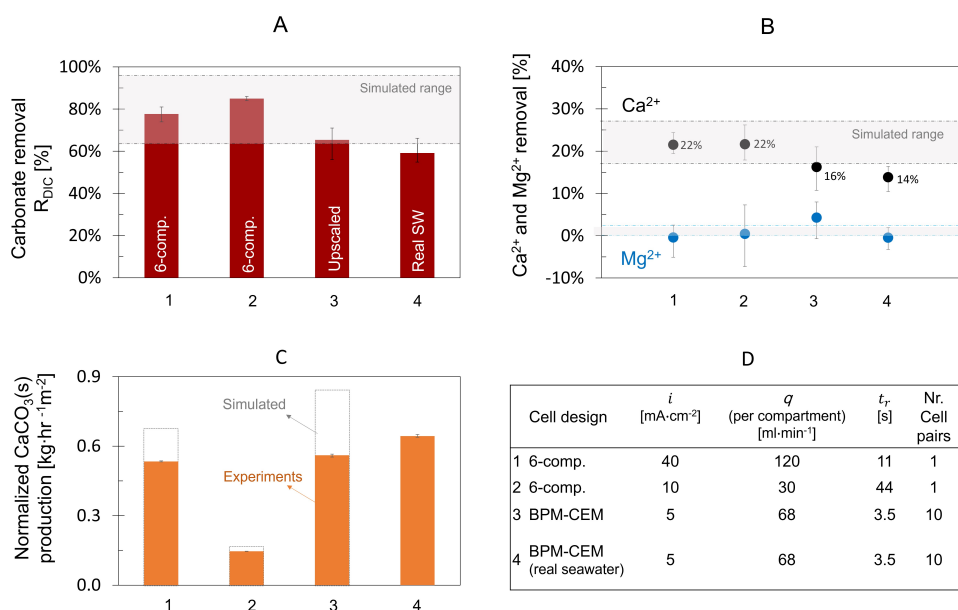 A
Carbonate removal
R_DIC [%]
100%
80%
60%
40%
20%
0%
Simulated range
6-comp.
6-comp.
Upscaled
Real SW
1
2
3
4
B
Ca²⁺ and Mg²⁺ removal [%]
40%
30%
20%
10%
0%
-10%
Ca²⁺
Simulated range
22%
22%
16%
14%
Mg²⁺
1
2
3
4
C
Normalized CaCO₃(s)
production [kg·hr ⁻¹m⁻²]
0.9
0.6
0.3
0.0
Simulated
Experiments
1
2
3
4
D
Cell design
i
[mA·cm⁻²]
q
(per compartment)
[ml·min⁻¹]
t_r
[s]
Nr.
Cell
pairs
1 6-comp. 40 120 11 1
2 6-comp. 10 30 44 1
3 BPM-CEM 5 68 3.5 10
4 BPM-CEM 5 68 3.5 10
(real seawater)